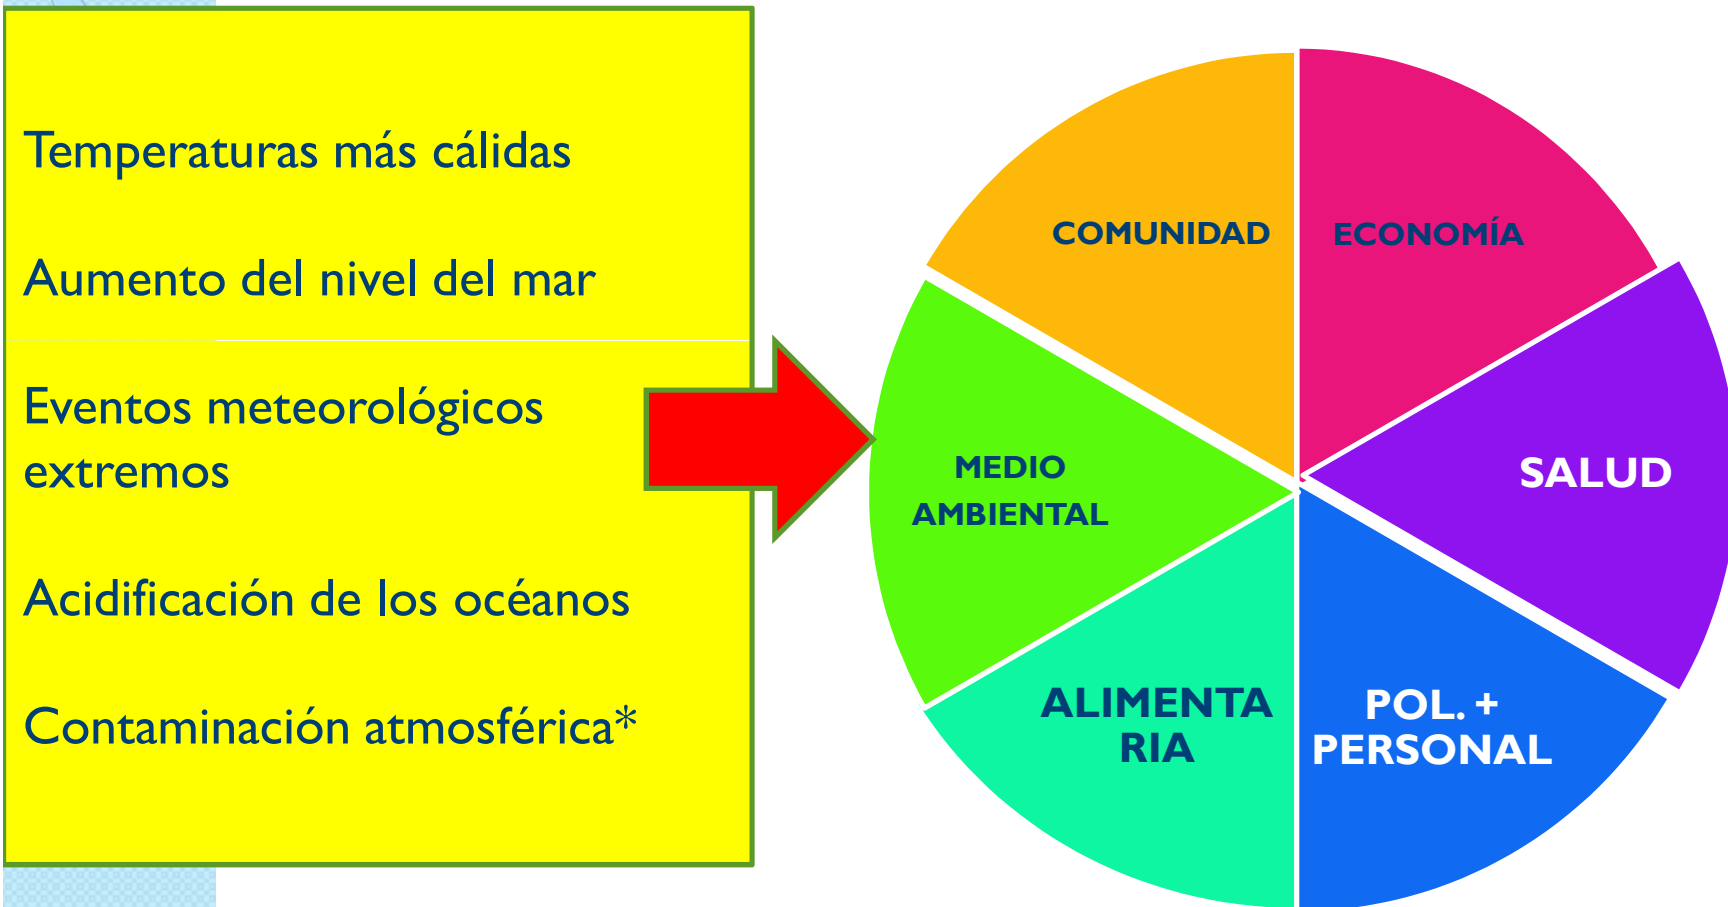 Temperaturas más cálidas
Aumento del nivel del mar
Eventos meteorológicos
extremos
Acidificación de los océanos
Contaminación atmosférica*
COMUNIDAD
ECONOMÍA
MEDIO
AMBIENTAL
SALUD
ALIMENTA
RIA
POL. +
PERSONAL